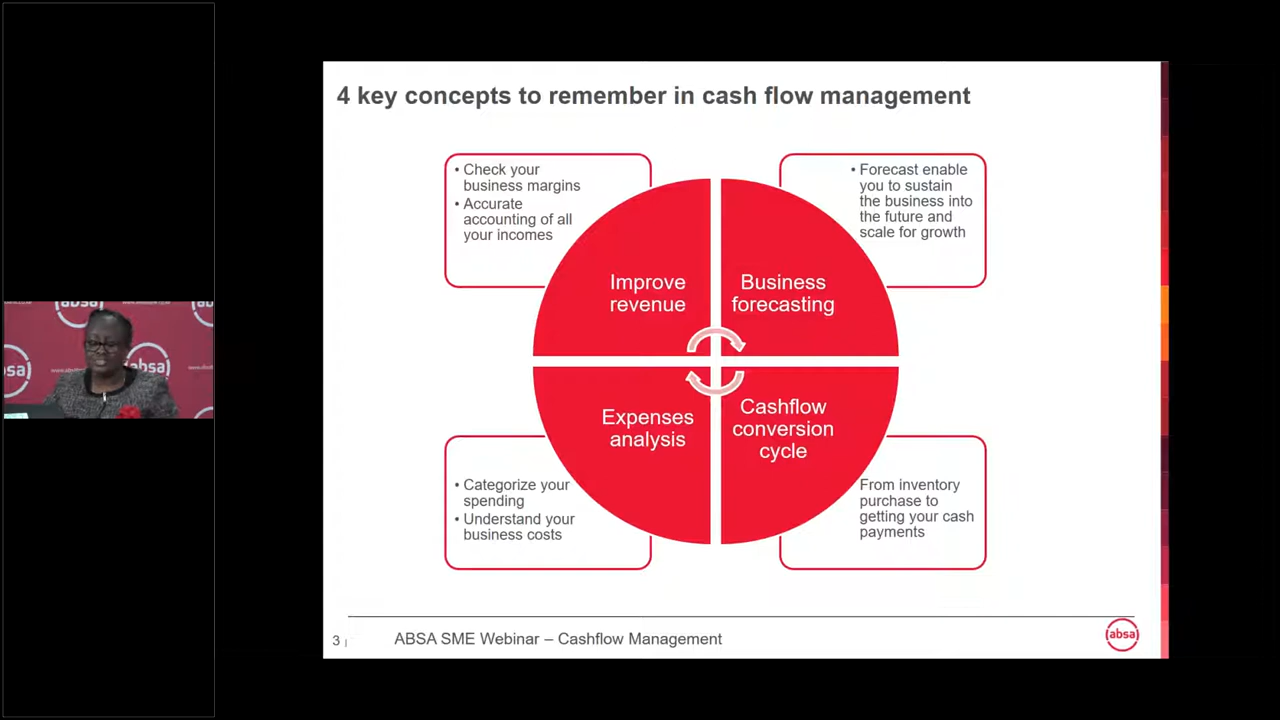 4 key concepts to remember in cash flow management
• Check your
business margins
• Accurate
accounting of all
your incomes
• Forecast enable
you to sustain
the business into
the future and
scale for growth
Improve
revenue
Business
forecasting
Expenses
analysis
Cashflow
conversion
cycle
• Categorize your
spending
• Understand your
business costs
From inventory
purchase to
getting your cash
payments
3 |
ABSA SME Webinar – Cashflow Management
absa
absa
absa